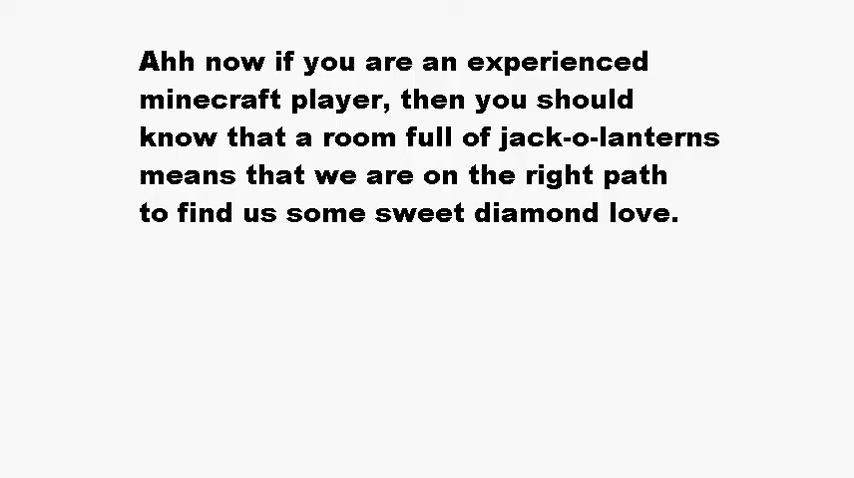 Ahh now if you are an experienced
minecraft player, then you should
know that a room full of jack-o-lanterns
means that we are on the right path
to find us some sweet diamond love.